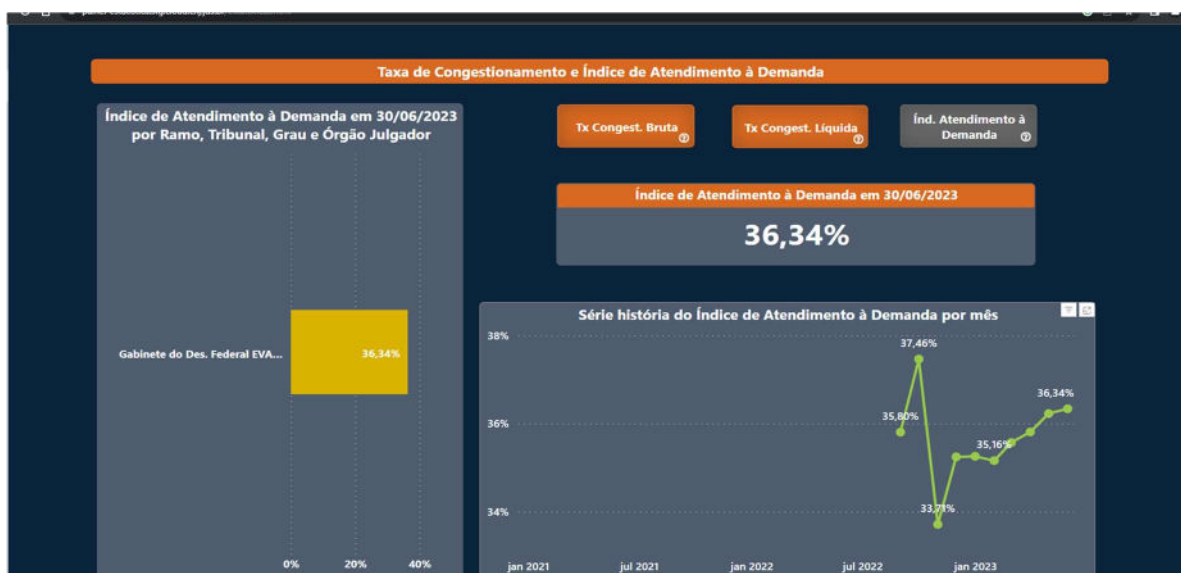 Taxa de Congestionamento e Índice de Atendimento à Demanda
Índice de Atendimento à Demanda em 30/06/2023
por Ramo, Tribunal, Grau e Órgão Julgador
Gabinete do Des. Federal EVA...
36,34%
0%
20%
40%
Tx Congest. Bruta
Tx Congest. Líquida
Índ. Atendimento à
Demanda
Índice de Atendimento à Demanda em 30/06/2023
36,34%
Série história do Índice de Atendimento à Demanda por mês
38%
37,46%
36,34%
35,80%
36%
35,16%
33,71%
34%
jan 2021
jul 2021
jan 2022
jul 2022
jan 2023